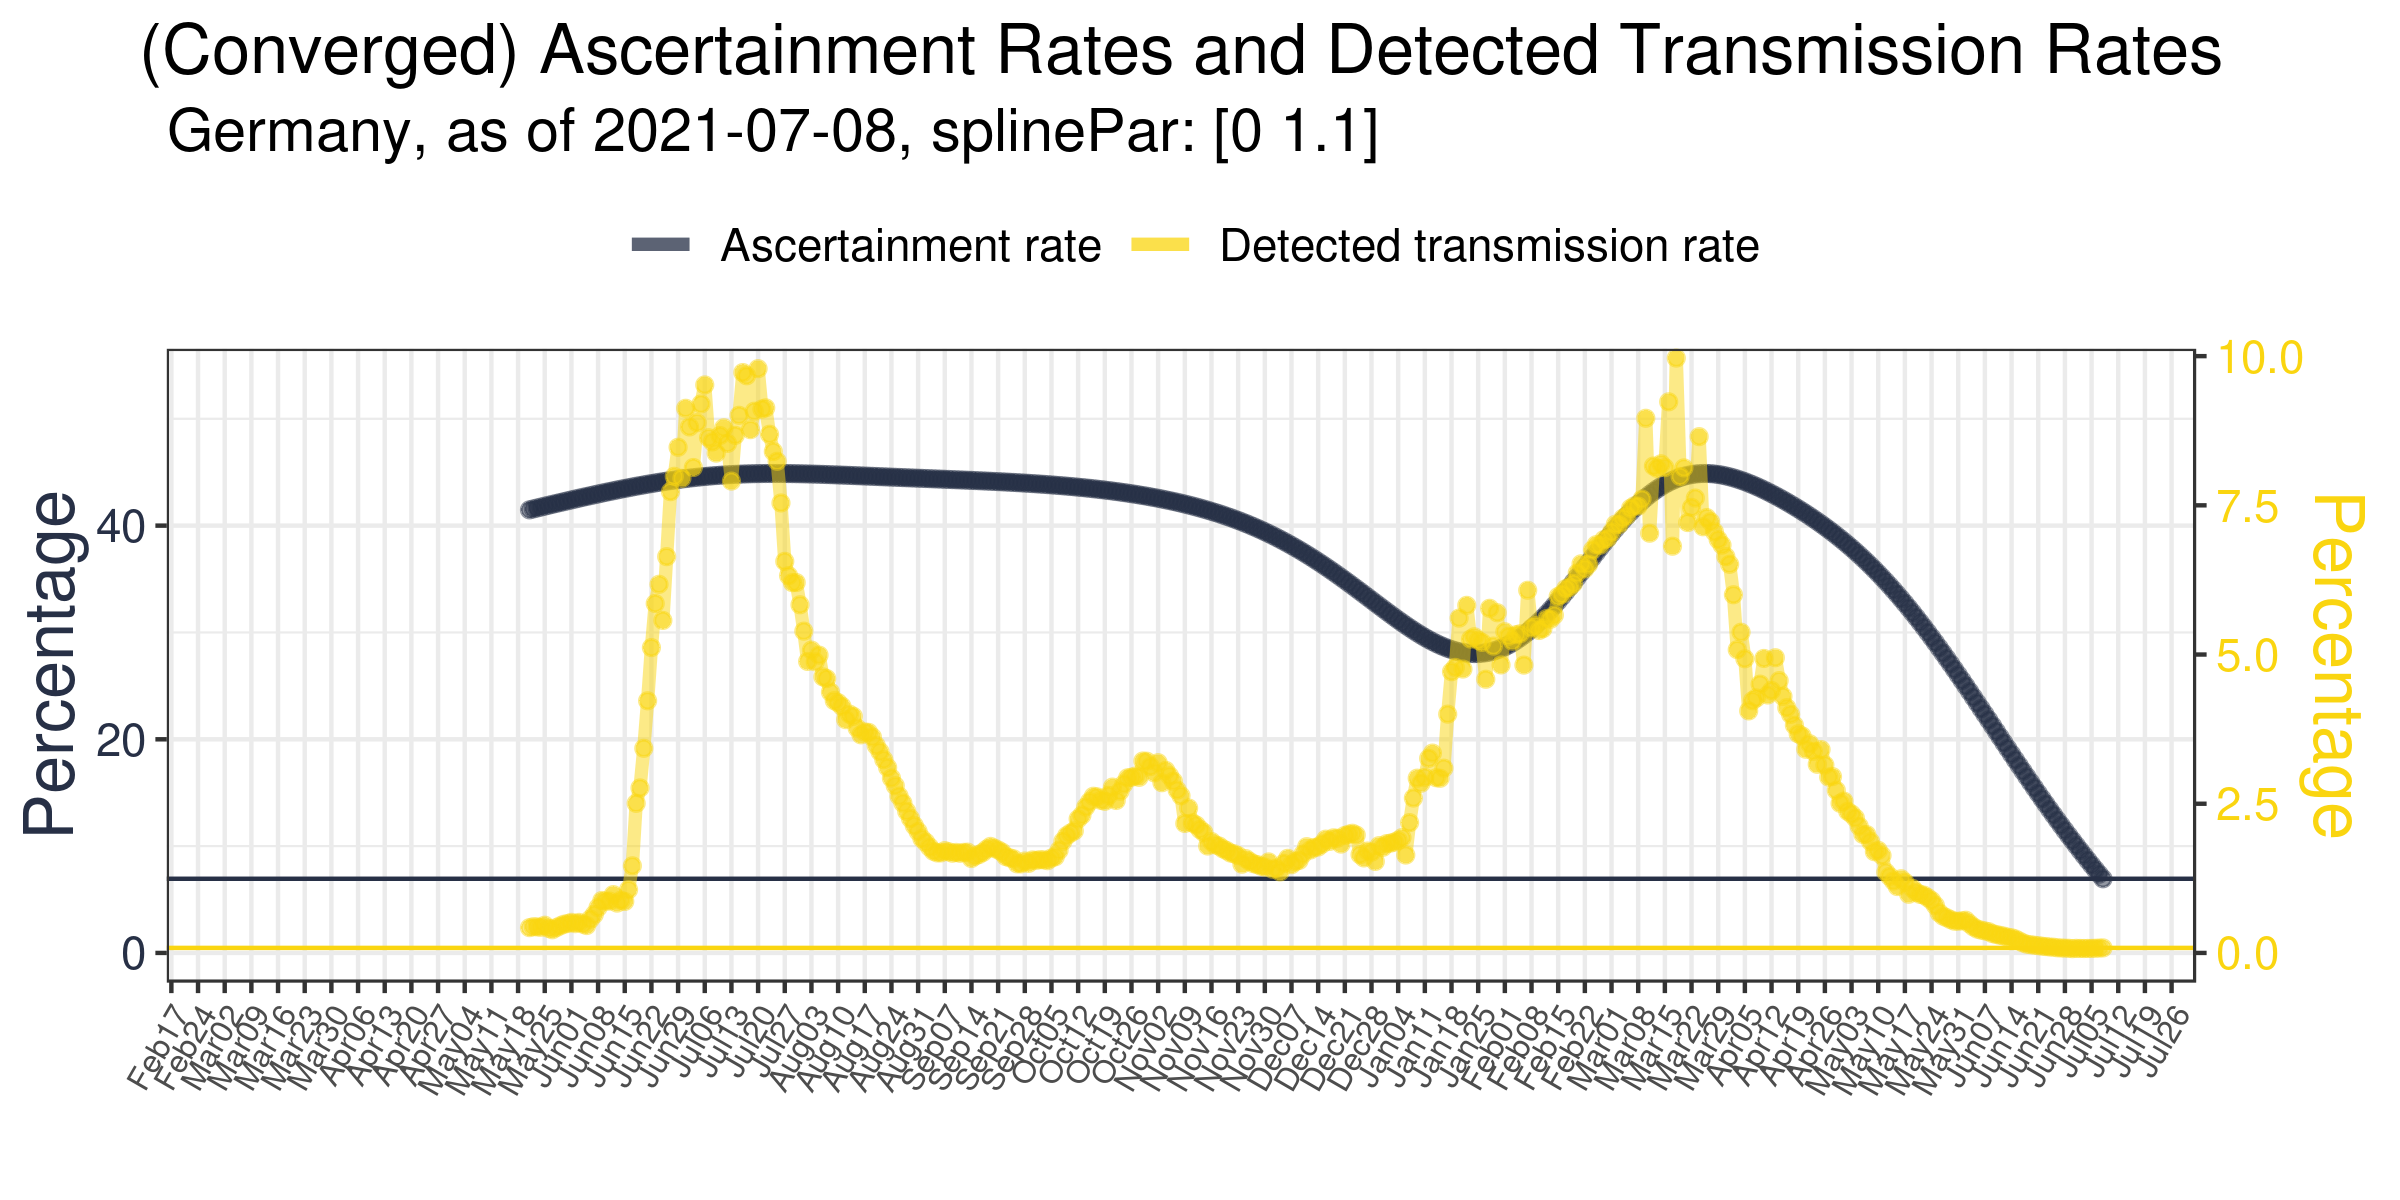 (Converged) Ascertainment Rates and Detected Transmission Rates
Germany, as of 2021-07-08, splinePar: [0 1.1]
Ascertainment rate
Detected transmission rate
Percentage
40
20
0
10.0
7.5
5.0
2.5
0.0
Percentage
Feb17
Feb24
Mar02
Mar09
Mar16
Mar23
Mar30
Apr06
Apr13
Apr20
Apr27
May04
May11
May18
May25
Jun01
Jun08
Jun15
Jun22
Jun29
Jul06
Jul13
Jul20
Jul27
Aug03
Aug10
Aug17
Aug24
Aug31
Sep07
Sep14
Sep21
Sep28
Oct05
Oct12
Oct19
Oct26
Nov02
Nov09
Nov16
Nov23
Nov30
Dec07
Dec14
Dec21
Dec28
Jan04
Jan11
Jan18
Jan25
Feb01
Feb08
Feb15
Feb22
Mar01
Mar08
Mar15
Mar22
Mar29
Apr05
Apr12
Apr19
Apr26
May03
May10
May17
May24
May31
Jun07
Jun14
Jun21
Jun28
Jul05
Jul12
Jul19
Jul26